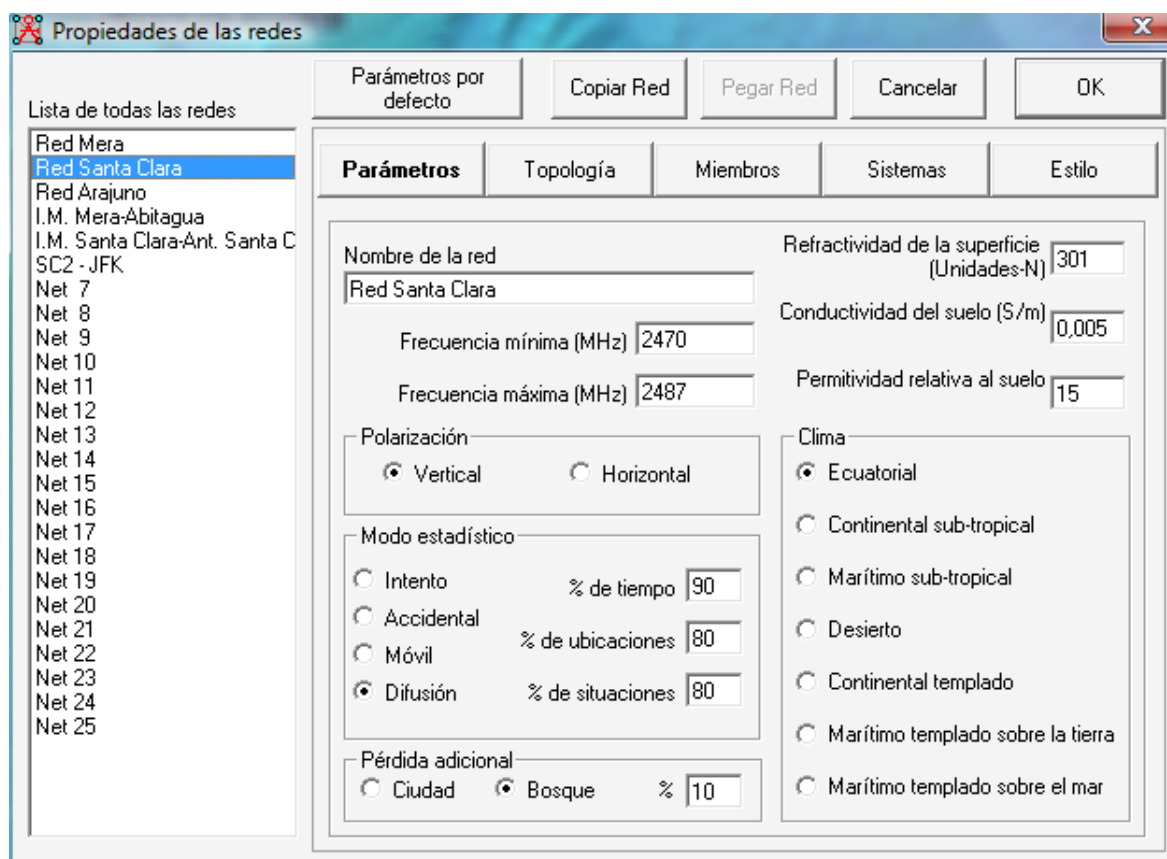 Propiedades de las redes
X
Lista de todas las redes
Red Mera
Red Santa Clara
Red Arajuno
I.M. Mera-Abitagua
I.M. Santa Clara-Ant. Santa C
SC2 - JFK
Net 7
Net 8
Net 9
Net 10
Net 11
Net 12
Net 13
Net 14
Net 15
Net 16
Net 17
Net 18
Net 19
Net 20
Net 21
Net 22
Net 23
Net 24
Net 25
Parámetros por
defecto
Copiar Red
Pegar Red
Cancelar
OK
Parámetros
Topología
Miembros
Sistemas
Estilo
Nombre de la red
Red Santa Clara
Frecuencia mínima (MHz) 2470
Frecuencia máxima (MHz) 2487
Refractividad de la superficie
(Unidades-N) 301
Conductividad del suelo (S/m) 0,005
Permitividad relativa al suelo 15
Polarización
Vertical
Horizontal
Modo estadístico
Intento
Accidental
Móvil
Difusión
% de tiempo 90
% de ubicaciones 80
% de situaciones 80
Pérdida adicional
Ciudad
Bosque
% 10
Clima
Ecuatorial
Continental sub-tropical
Marítimo sub-tropical
Desierto
Continental templado
Marítimo templado sobre la tierra
Marítimo templado sobre el mar